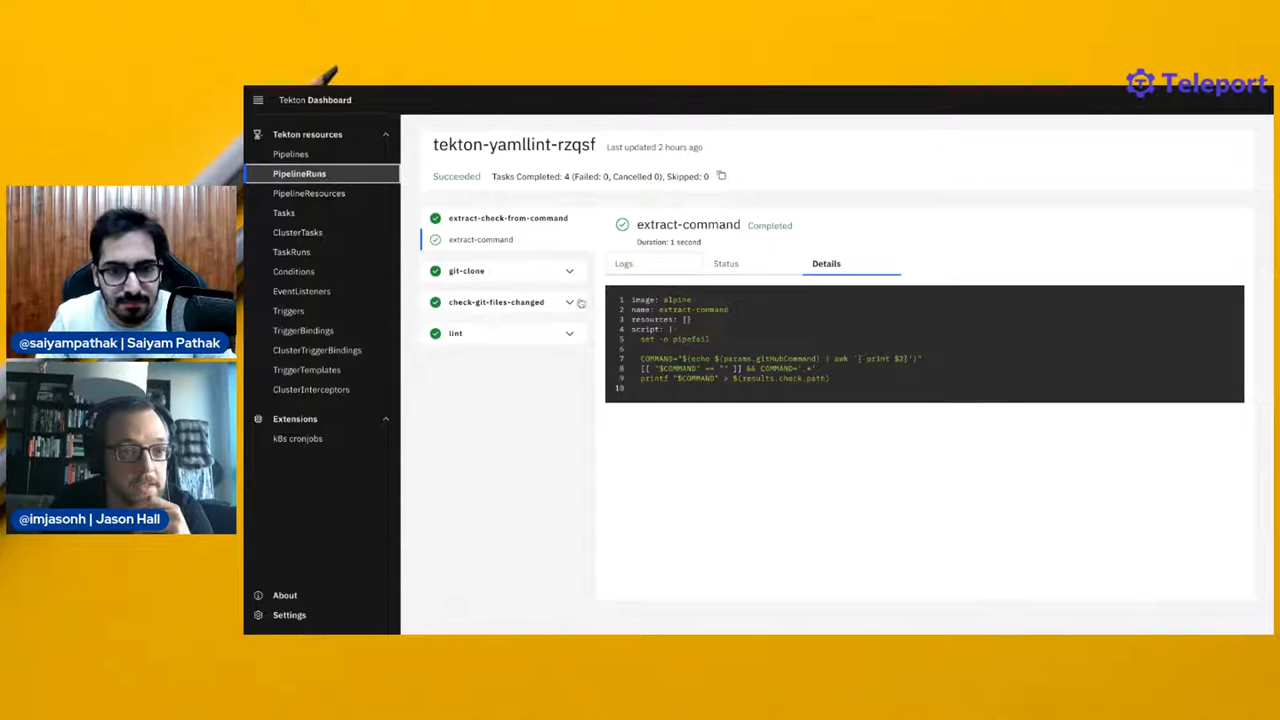 Teleport
Tekton Dashboard
Tekton resources
Pipelines
PipelineRuns
PipelineResources
Tasks
ClusterTasks
TaskRuns
Conditions
EventListeners
Triggers
TriggerBindings
ClusterTriggerBindings
TriggerTemplates
ClusterInterceptors
Extensions
k8s cronjobs
About
Settings
tekton-yamllint-rzqsf Last updated 2 hours ago
Succeeded Tasks Completed: 4 (Failed: 0, Cancelled 0), Skipped: 0
extract-check-from-command
extract-command
git-clone
check-git-files-changed
lint
extract-command Completed
Duration: 1 second
Logs Status Details
1 image: alpine
2 name: extract-command
3 resources: []
4 script: |-
5 set -o pipefail
6
7 COMMAND="$(echo $(params.gitHubCommand) | awk '{ print $2}')"
8 [[ "$COMMAND" == "" ]] && COMMAND='.*'
9 printf "$COMMAND" > $(results.check.path)
10
@saiyampathak | Saiyam Pathak
@imjasonh | Jason Hall